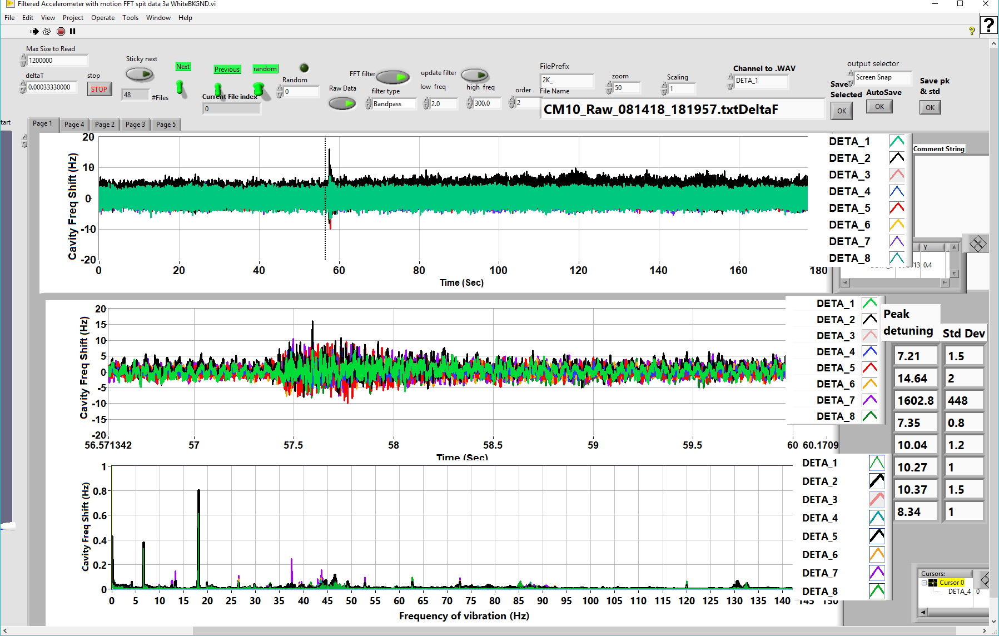 Filtered Accelerometer with motion FFT spit data 3a WhiteBKGND.vi
File Edit View Project Operate Tools Window Help
Max Size to Read
1200000
deltaT
0.00033330000
stop
STOP
Sticky next
48
#Files
Next
Previous
random
Current File index
0
Random
0
FFT filter
Raw Data
filter type
Bandpass
update filter
low freq
2.0
high freq
300.0
order
2
FilePrefix
2K_
File Name
CM10_Raw_081418_181957.txtDeltaF
zoom
50
Scaling
1
Channel to .WAV
DETA_1
output selector
Screen Snap
Save Selected
OK
AutoSave
OK
Save pk
& std
OK
tart
Page 1 Page 4 Page 2 Page 3 Page 5
Cavity Freq Shift (Hz)
20
10
0
-10
-20
0 20 40 60 80 100 120 140 160 180
Time (Sec)
DETA_1
DETA_2
DETA_3
DETA_4
DETA_5
DETA_6
DETA_7
DETA_8
Comment String
Y
0.4
Cavity Freq Shift (Hz)
20
15
10
5
0
-5
-10
-15
-20
56.571342 57 57.5 58 58.5 59 59.5 60 60.1709
Time (Sec)
DETA_1
DETA_2
DETA_3
DETA_4
DETA_5
DETA_6
DETA_7
DETA_8
Peak
detuning
Std Dev
7.21 1.5
14.64 2
1602.8 448
7.35 0.8
10.04 1.2
10.27 1
10.37 1.5
8.34 1
Cavity Freq Shift (Hz)
1
0.8
0.6
0.4
0.2
0
0 5 10 15 20 25 30 35 40 45 50 55 60 65 70 75 80 85 90 95 100 105 110 115 120 125 130 135 140 145 150
Frequency of vibration (Hz)
DETA_1
DETA_2
DETA_3
DETA_4
DETA_5
DETA_6
DETA_7
DETA_8
Cursors:
Cursor 0
DETA_4 0